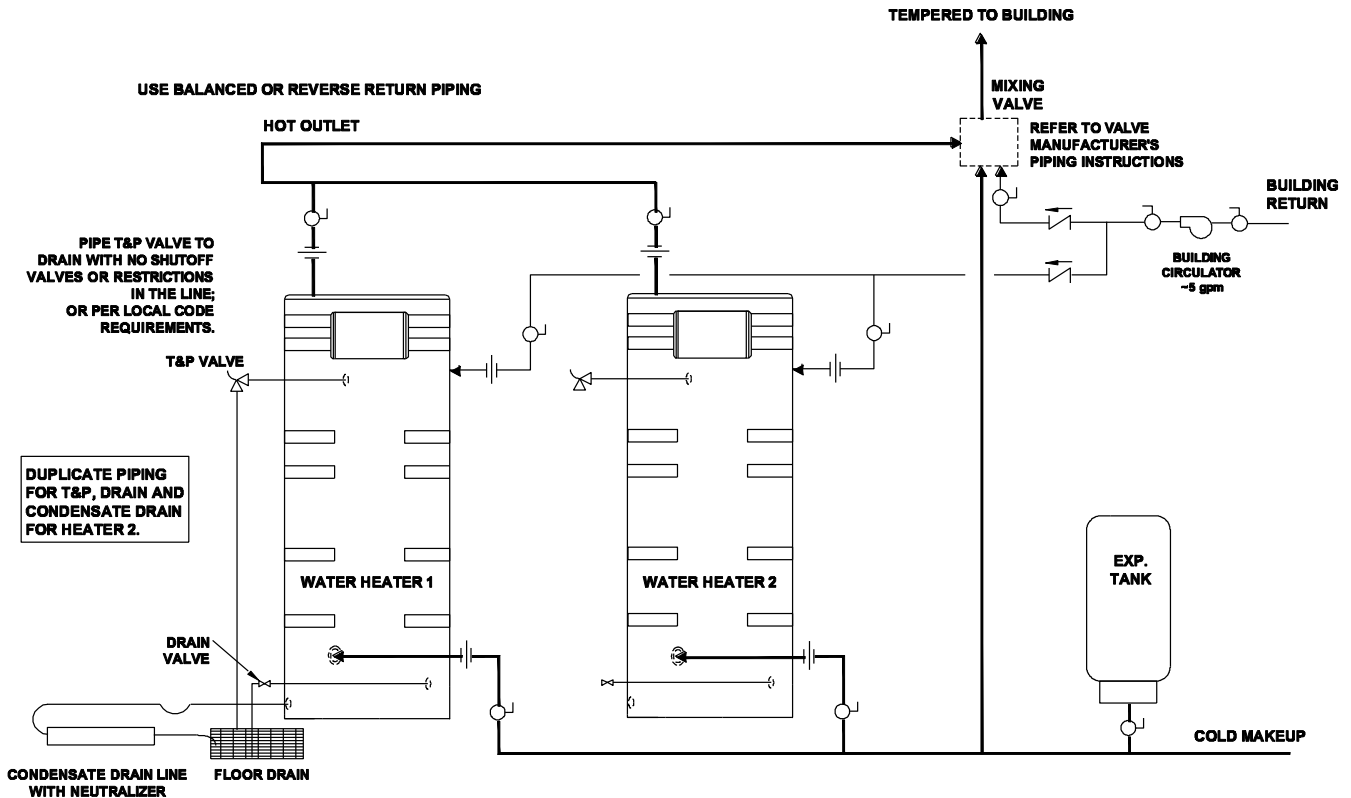 TEMPERED TO BUILDING
USE BALANCED OR REVERSE RETURN PIPING
MIXING
VALVE
HOT OUTLET
REFER TO VALVE
MANUFACTURER'S
PIPING INSTRUCTIONS
BUILDING
RETURN
PIPE T&P VALVE TO
DRAIN WITH NO SHUTOFF
VALVES OR RESTRICTIONS
IN THE LINE;
OR PER LOCAL CODE
REQUIREMENTS.
BUILDING
CIRCULATOR
~5 gpm
T&P VALVE
DUPLICATE PIPING
FOR T&P, DRAIN AND
CONDENSATE DRAIN
FOR HEATER 2.
WATER HEATER 1
WATER HEATER 2
EXP.
TANK
DRAIN
VALVE
COLD MAKEUP
CONDENSATE DRAIN LINE
WITH NEUTRALIZER
FLOOR DRAIN